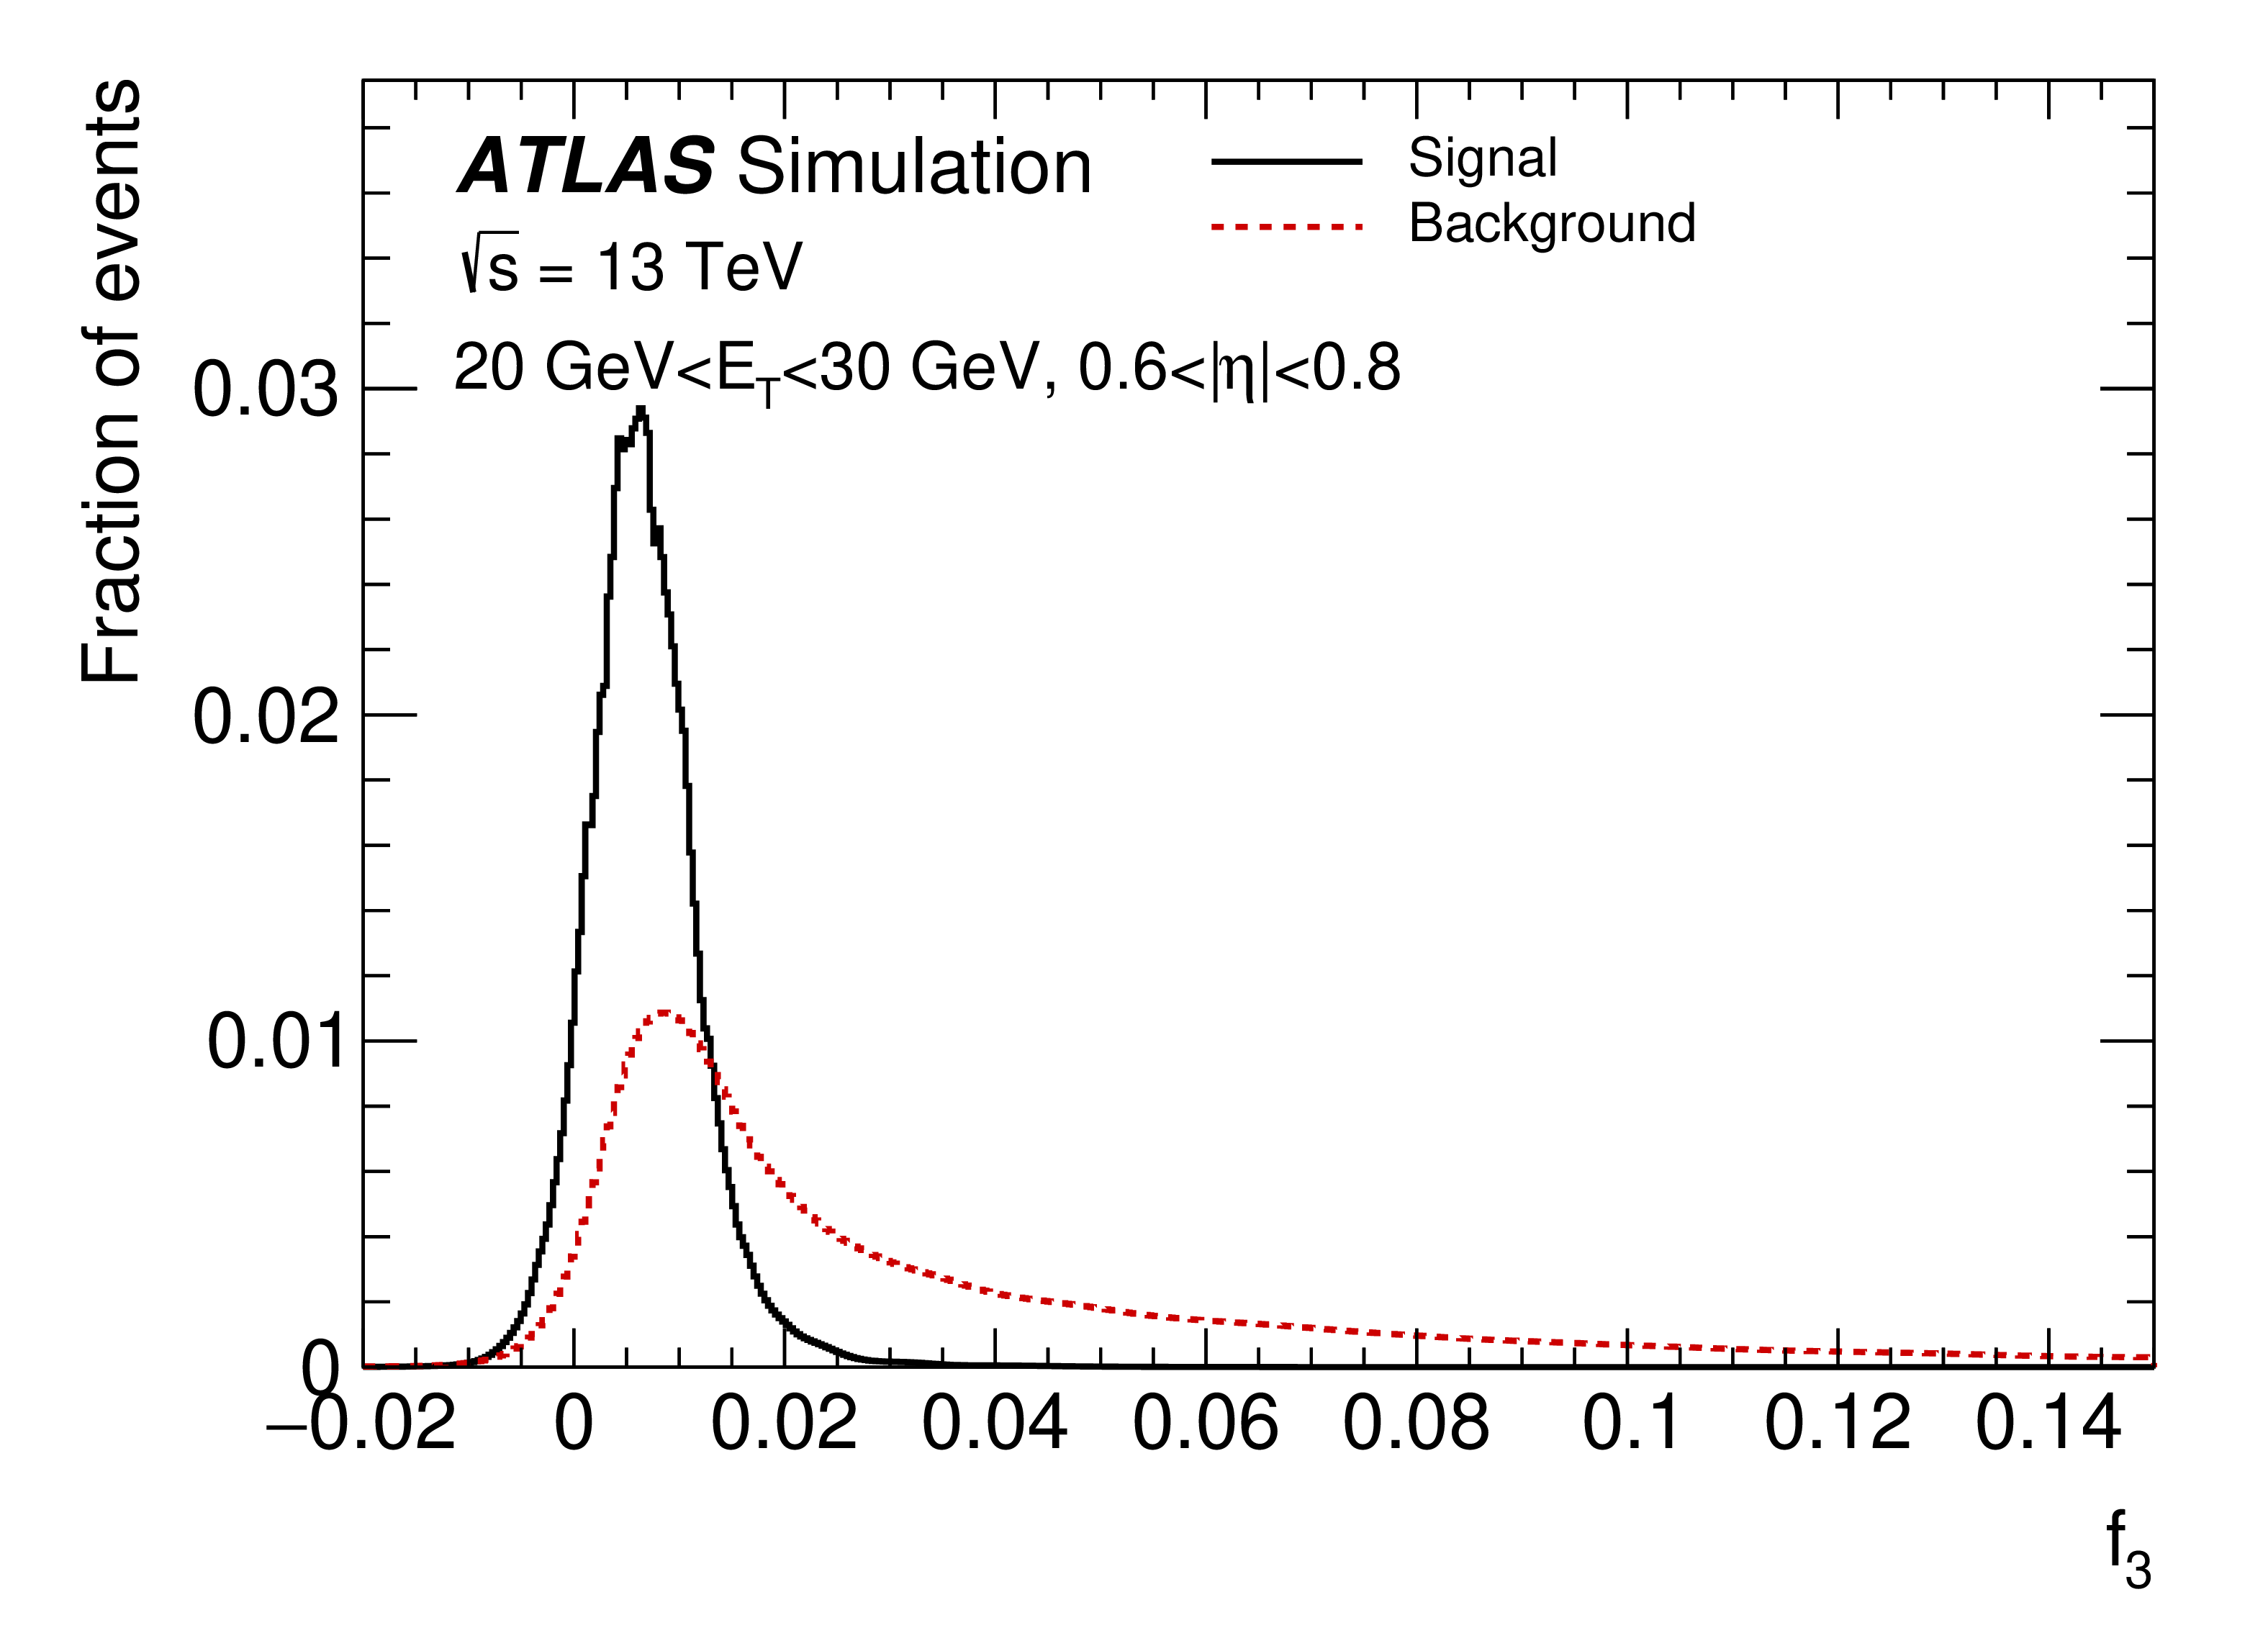 Fraction of events
ATLAS Simulation
√s = 13 TeV
20 GeV<E_T<30 GeV, 0.6<|η|<0.8
Signal
Background
0.03
0.02
0.01
0
−0.02 0 0.02 0.04 0.06 0.08 0.1 0.12 0.14
f₃